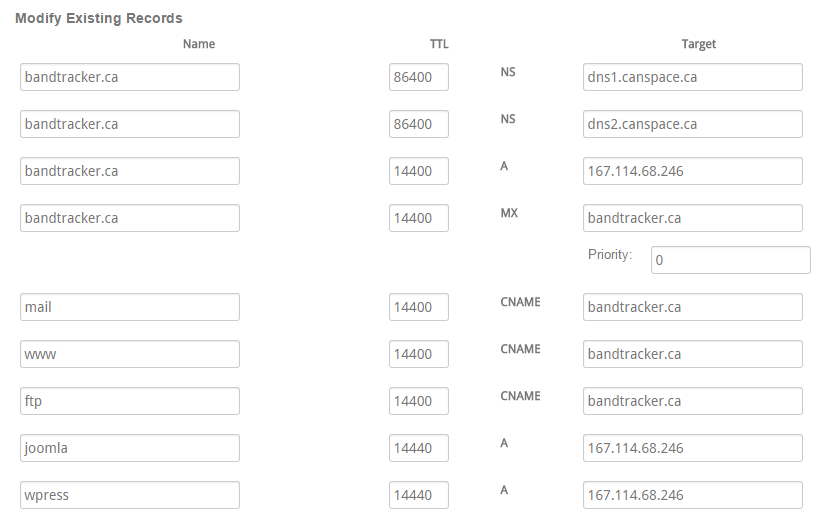 Modify Existing Records
Name TTL Target
bandtracker.ca 86400 NS dns1.canspace.ca
bandtracker.ca 86400 NS dns2.canspace.ca
bandtracker.ca 14400 A 167.114.68.246
bandtracker.ca 14400 MX bandtracker.ca
Priority: 0
mail 14400 CNAME bandtracker.ca
www 14400 CNAME bandtracker.ca
ftp 14400 CNAME bandtracker.ca
joomla 14440 A 167.114.68.246
wpress 14440 A 167.114.68.246